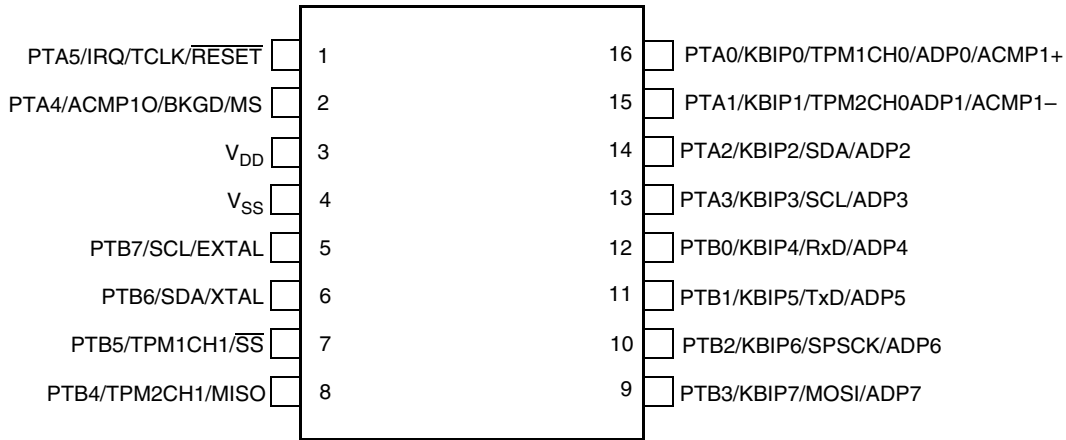 PTA5/IRQ/TCLK/RESET 1 16 PTA0/KBIP0/TPM1CH0/ADP0/ACMP1+
PTA4/ACMP1O/BKGD/MS 2 15 PTA1/KBIP1/TPM2CH0ADP1/ACMP1–
VDD 3 14 PTA2/KBIP2/SDA/ADP2
VSS 4 13 PTA3/KBIP3/SCL/ADP3
PTB7/SCL/EXTAL 5 12 PTB0/KBIP4/RxD/ADP4
PTB6/SDA/XTAL 6 11 PTB1/KBIP5/TxD/ADP5
PTB5/TPM1CH1/SS 7 10 PTB2/KBIP6/SPSCK/ADP6
PTB4/TPM2CH1/MISO 8 9 PTB3/KBIP7/MOSI/ADP7